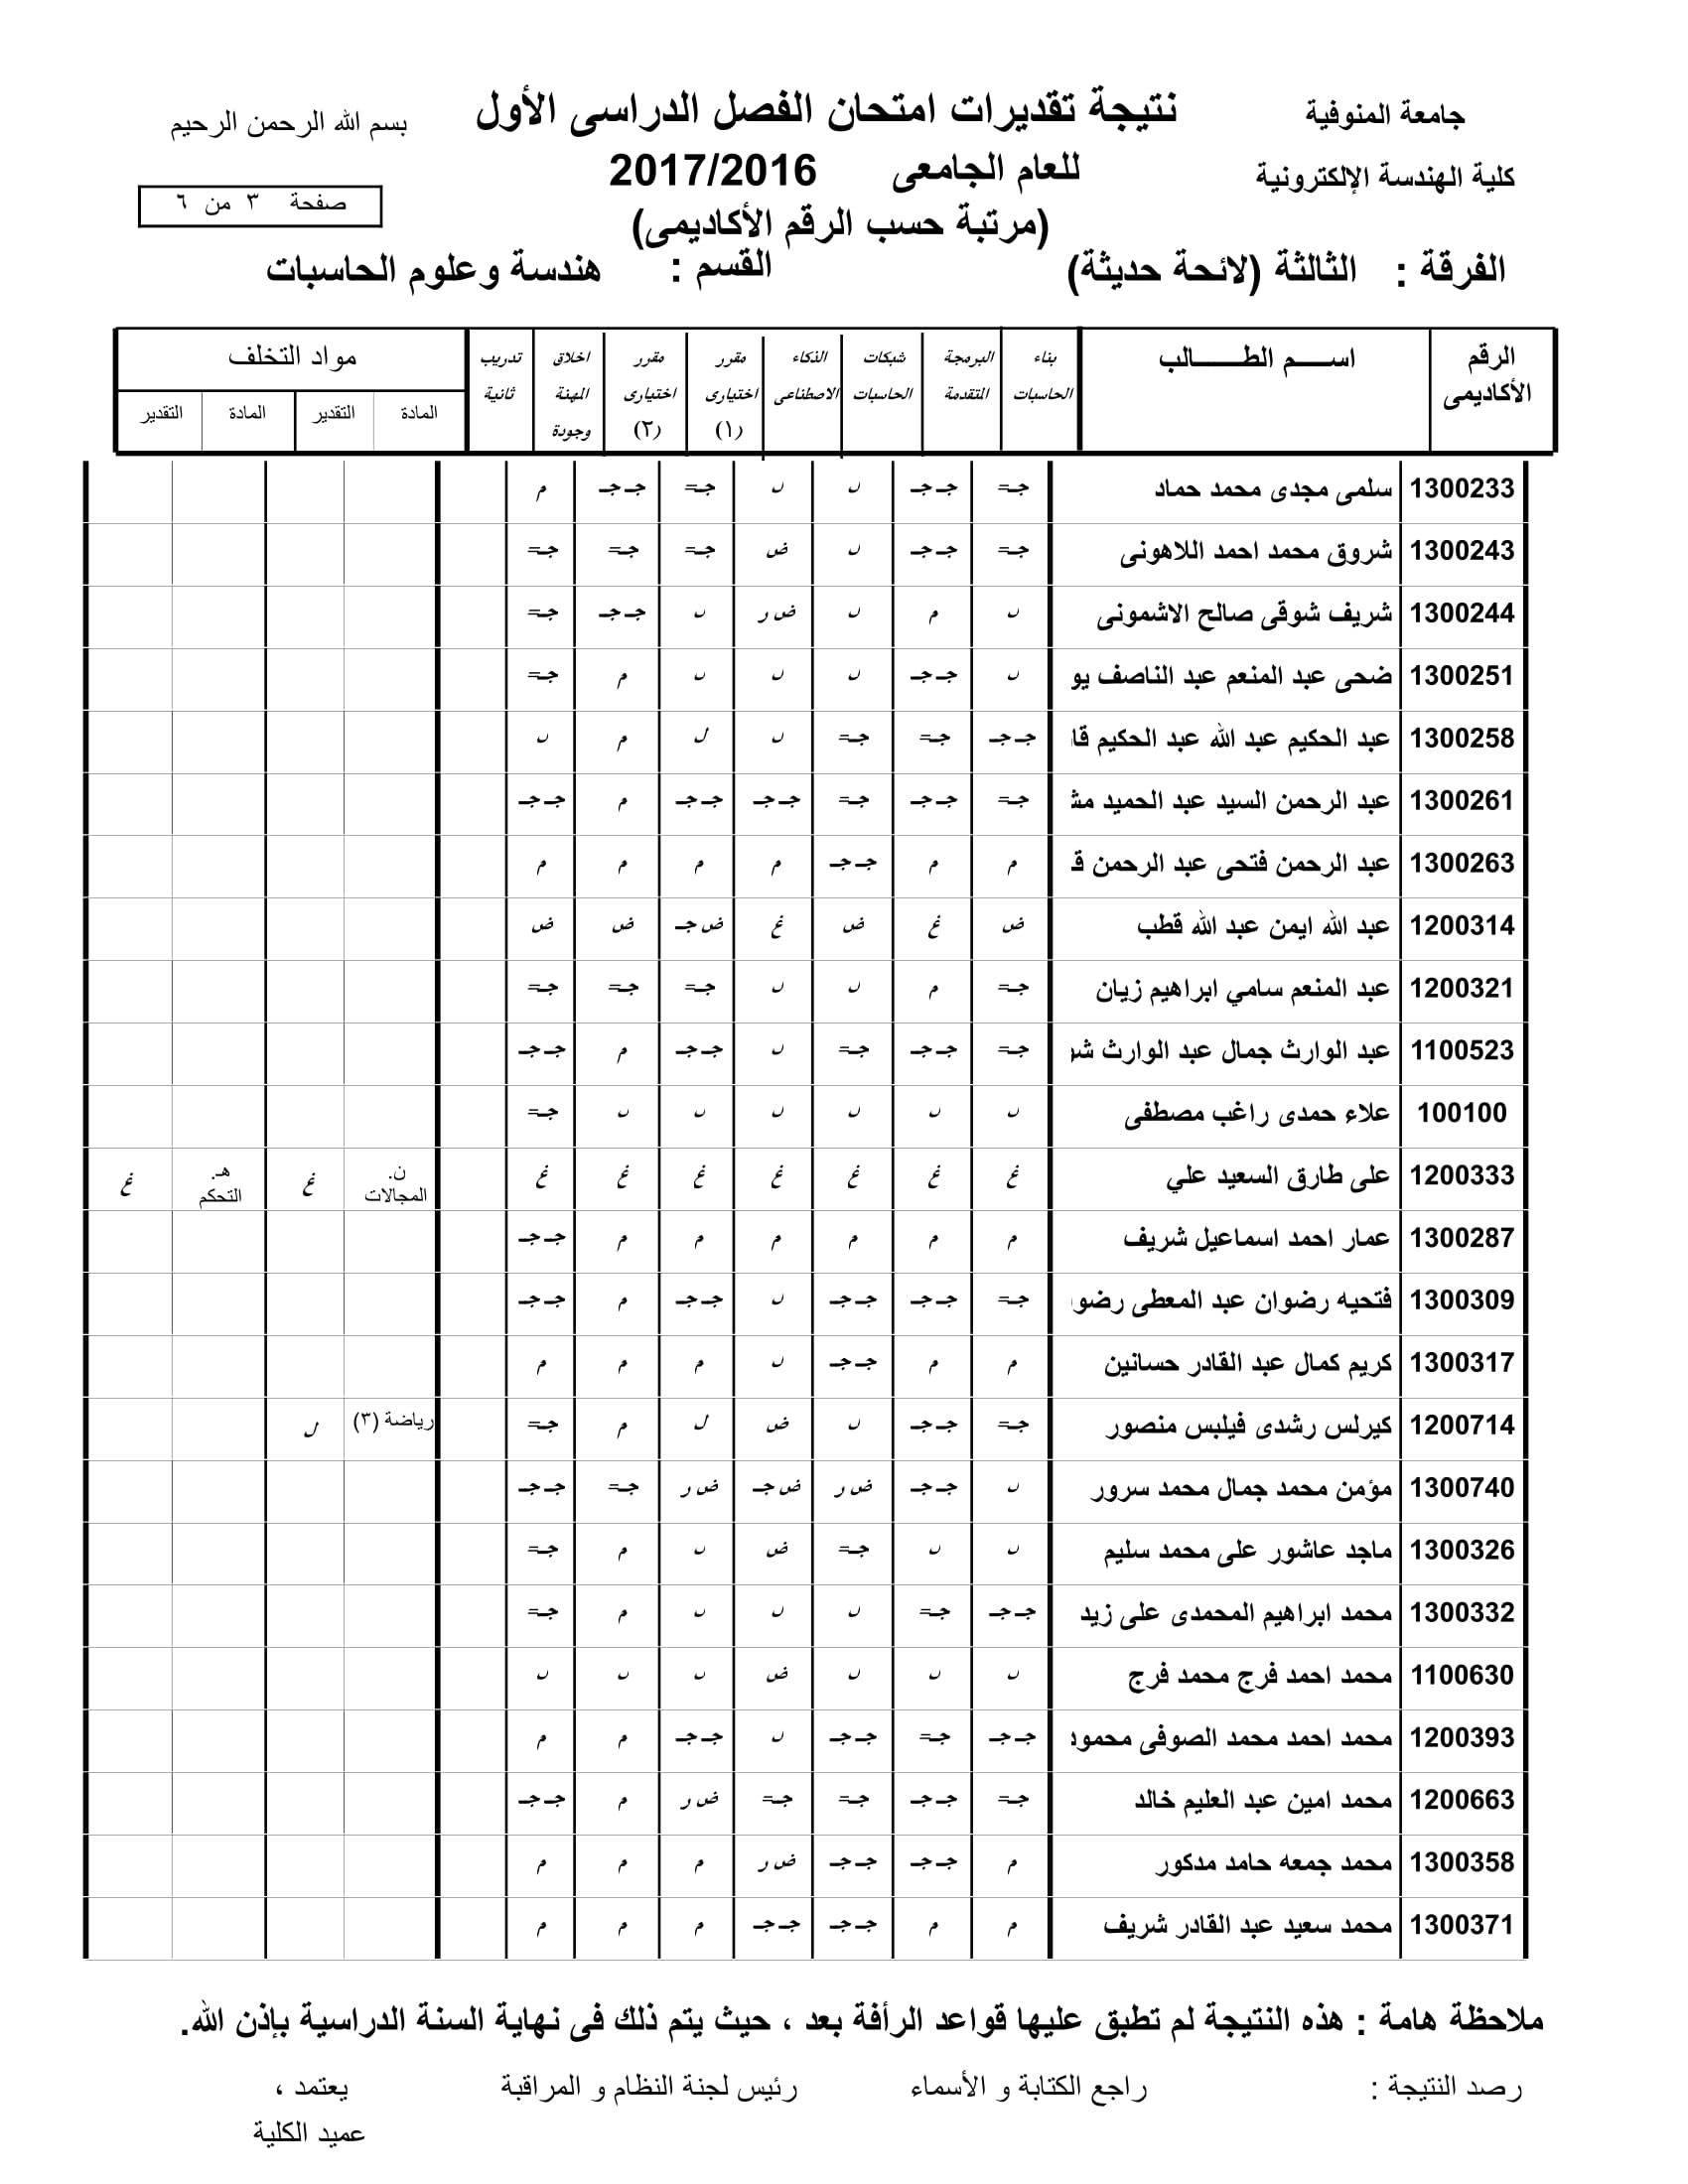 جامعة المنوفية
نتيجة تقديرات امتحان الفصل الدراسى الأول
بسم الله الرحمن الرحيم
كلية الهندسة الإلكترونية
للعام الجامعى 2017/2016
صفحة ٣ من ٦
(مرتبة حسب الرقم الأكاديمى)
الفرقة : الثالثة (لائحة حديثة) القسم : هندسة وعلوم الحاسبات
الرقم الأكاديمى
اســـم الطـــــــالب
بناء الحاسبات
البرمجة المتقدمة
شبكات الحاسبات
الذكاء الاصطناعى
مقرر اختيارى (١)
مقرر اختيارى (٢)
اخلاق المهنة وجودة
تدريب ثانية
مواد التخلف
المادة التقدير المادة التقدير
1300233 سلمى مجدى محمد حماد جـ= جـ جـ ل ل جـ= جـ جـ م
1300243 شروق محمد احمد اللاهونى جـ= جـ جـ ل ض جـ= جـ= جـ=
1300244 شريف شوقى صالح الاشمونى ل م ل ض ر ل جـ جـ جـ=
1300251 ضحى عبد المنعم عبد الناصف يو ل جـ جـ ل ل ل م جـ=
1300258 عبد الحكيم عبد الله عبد الحكيم قا جـ جـ جـ= جـ= ل ل م ل
1300261 عبد الرحمن السيد عبد الحميد مش جـ= جـ جـ جـ= جـ جـ جـ جـ م جـ جـ
1300263 عبد الرحمن فتحى عبد الرحمن ق م م جـ جـ م م م م
1200314 عبد الله ايمن عبد الله قطب ض غ ض غ ض جـ ض ض
1200321 عبد المنعم سامي ابراهيم زيان جـ= م ل ل جـ= جـ= جـ=
1100523 عبد الوارث جمال عبد الوارث شر جـ= جـ جـ جـ= ل جـ جـ م جـ جـ
100100 علاء حمدى راغب مصطفى ل ل ل ل ل ل جـ=
1200333 على طارق السعيد علي غ غ غ غ غ غ غ ن. المجالات غ هـ. التحكم غ
1300287 عمار احمد اسماعيل شريف م م م م م م جـ جـ
1300309 فتحيه رضوان عبد المعطى رضو جـ= جـ جـ جـ جـ ل جـ جـ م جـ جـ
1300317 كريم كمال عبد القادر حسانين م م جـ جـ ل م م م
1200714 كيرلس رشدى فيلبس منصور جـ= جـ جـ ل ض ل م جـ= رياضة (٣) ل
1300740 مؤمن محمد جمال محمد سرور ل جـ جـ ض ر ض جـ ض ر جـ= جـ جـ
1300326 ماجد عاشور على محمد سليم ل ل جـ= ض ل م جـ=
1300332 محمد ابراهيم المحمدى على زيد جـ جـ جـ= ل ل ل م جـ=
1100630 محمد احمد فرج محمد فرج ل ل ل ض ل ل ل
1200393 محمد احمد محمد الصوفى محمود جـ جـ جـ= جـ جـ ل جـ جـ م م
1200663 محمد امين عبد العليم خالد جـ= جـ جـ جـ= جـ= ض ر م جـ جـ
1300358 محمد جمعه حامد مدكور م جـ جـ جـ جـ ض ر م م م
1300371 محمد سعيد عبد القادر شريف م م جـ جـ جـ جـ م م م
ملاحظة هامة : هذه النتيجة لم تطبق عليها قواعد الرأفة بعد ، حيث يتم ذلك فى نهاية السنة الدراسية بإذن الله.
رصد النتيجة : راجع الكتابة و الأسماء رئيس لجنة النظام و المراقبة يعتمد ،
عميد الكلية